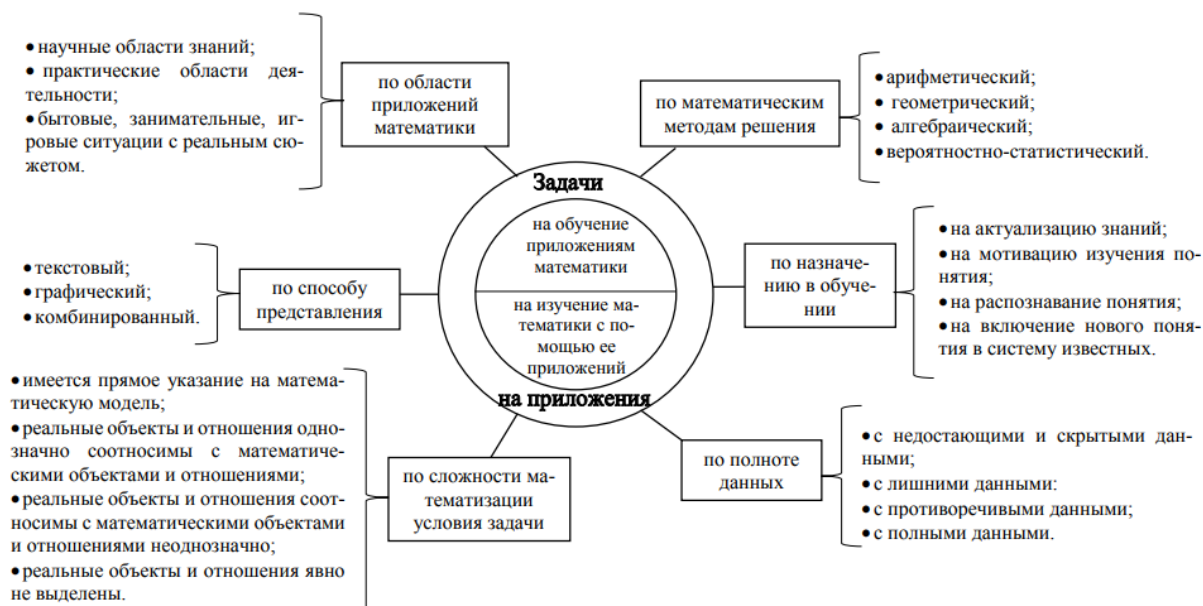 • научные области знаний;
• практические области дея-
тельности;
• бытовые, занимательные, иг-
ровые ситуации с реальным сю-
жетом.
по области
приложений
математики
по математическим
методам решения
• арифметический;
• геометрический;
• алгебраический;
• вероятностно-статистический.
Задачи
на обучение
приложениям
математики
на изучение ма-
тематики с по-
мощью ее
приложений
на приложения
• текстовый;
• графический;
• комбинированный.
по способу
представления
по назначе-
нию в обуче-
нии
• на актуализацию знаний;
• на мотивацию изучения по-
нятия;
• на распознавание понятия;
• на включение нового поня-
тия в систему известных.
• имеется прямое указание на матема-
тическую модель;
• реальные объекты и отношения одно-
значно соотносимы с математиче-
скими объектами и отношениями;
• реальные объекты и отношения соот-
носимы с математическими объектами
и отношениями неоднозначно;
• реальные объекты и отношения явно
не выделены.
по сложности ма-
тематизации
условия задачи
по полноте
данных
• с недостающими и скрытыми дан-
ными;
• с лишними данными:
• с противоречивыми данными;
• с полными данными.